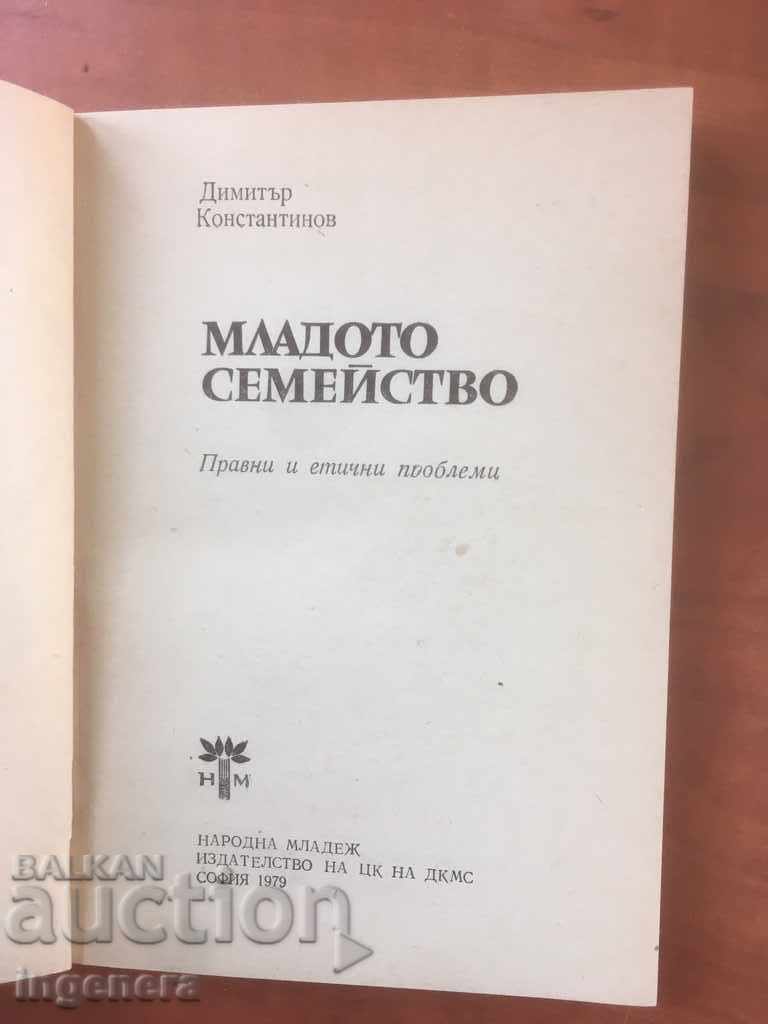 Димитър
Константинов
МЛАДОТО
СЕМЕЙСТВО
Правни и етични проблеми
Н М
НАРОДНА МЛАДЕЖ
ИЗДАТЕЛСТВО НА ЦК НА ДКМС
СОФИЯ 1979
BALKAN
auction
ingenera